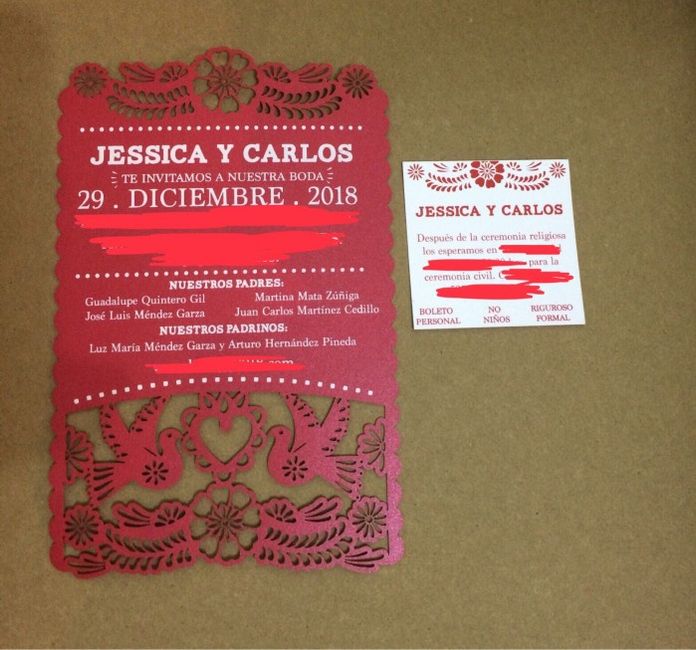 JESSICA Y CARLOS
TE INVITAMOS A NUESTRA BODA
29 . DICIEMBRE . 2018
NUESTROS PADRES:
Guadalupe Quintero Gil
José Luis Méndez Garza
Martina Mata Zúñiga
Juan Carlos Martínez Cedillo
NUESTROS PADRINOS:
Luz María Méndez Garza y Arturo Hernández Pineda
.com
JESSICA Y CARLOS
Después de la ceremonia religiosa
los esperamos en
para la
ceremonia civil.
BOLETO PERSONAL
NO NIÑOS
RIGUROSO FORMAL